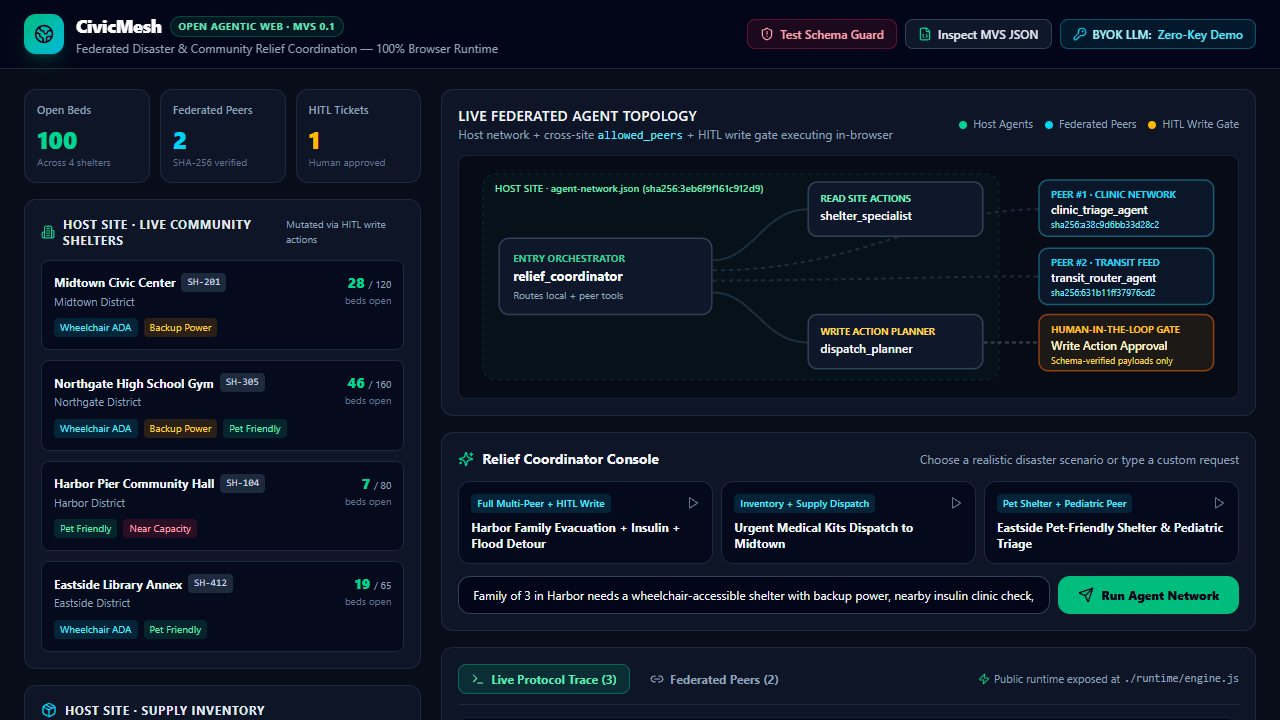 CivicMesh
OPEN AGENTIC WEB · MVS 0.1
Federated Disaster & Community Relief Coordination — 100% Browser Runtime
Test Schema Guard
Inspect MVS JSON
BYOK LLM: Zero-Key Demo
Open Beds
100
Across 4 shelters
Federated Peers
2
SHA-256 verified
HITL Tickets
1
Human approved
HOST SITE · LIVE COMMUNITY
SHELTERS
Mutated via HITL write
actions
Midtown Civic Center SH-201
28 / 120
Midtown District
beds open
Wheelchair ADA Backup Power
Northgate High School Gym SH-305
46 / 160
Northgate District
beds open
Wheelchair ADA Backup Power Pet Friendly
Harbor Pier Community Hall SH-104
7 / 80
Harbor District
beds open
Pet Friendly Near Capacity
Eastside Library Annex SH-412
19 / 65
Eastside District
beds open
Wheelchair ADA Pet Friendly
HOST SITE · SUPPLY INVENTORY
LIVE FEDERATED AGENT TOPOLOGY
Host network + cross-site allowed_peers + HITL write gate executing in-browser
Host Agents Federated Peers HITL Write Gate
HOST SITE · agent-network.json (sha256:3eb6f9f161c912d9)
ENTRY ORCHESTRATOR
relief_coordinator
Routes local + peer tools
READ SITE ACTIONS
shelter_specialist
WRITE ACTION PLANNER
dispatch_planner
PEER #1 · CLINIC NETWORK
clinic_triage_agent
sha256:a38c9d6bb33d28c2
PEER #2 · TRANSIT FEED
transit_router_agent
sha256:631b11ff37976cd2
HUMAN-IN-THE-LOOP GATE
Write Action Approval
Schema-verified payloads only
Relief Coordinator Console
Choose a realistic disaster scenario or type a custom request
Full Multi-Peer + HITL Write
Harbor Family Evacuation + Insulin +
Flood Detour
Inventory + Supply Dispatch
Urgent Medical Kits Dispatch to
Midtown
Pet Shelter + Pediatric Peer
Eastside Pet-Friendly Shelter & Pediatric
Triage
Family of 3 in Harbor needs a wheelchair-accessible shelter with backup power, nearby insulin clinic check,
Run Agent Network
Live Protocol Trace (3)
Federated Peers (2)
Public runtime exposed at ./runtime/engine.js